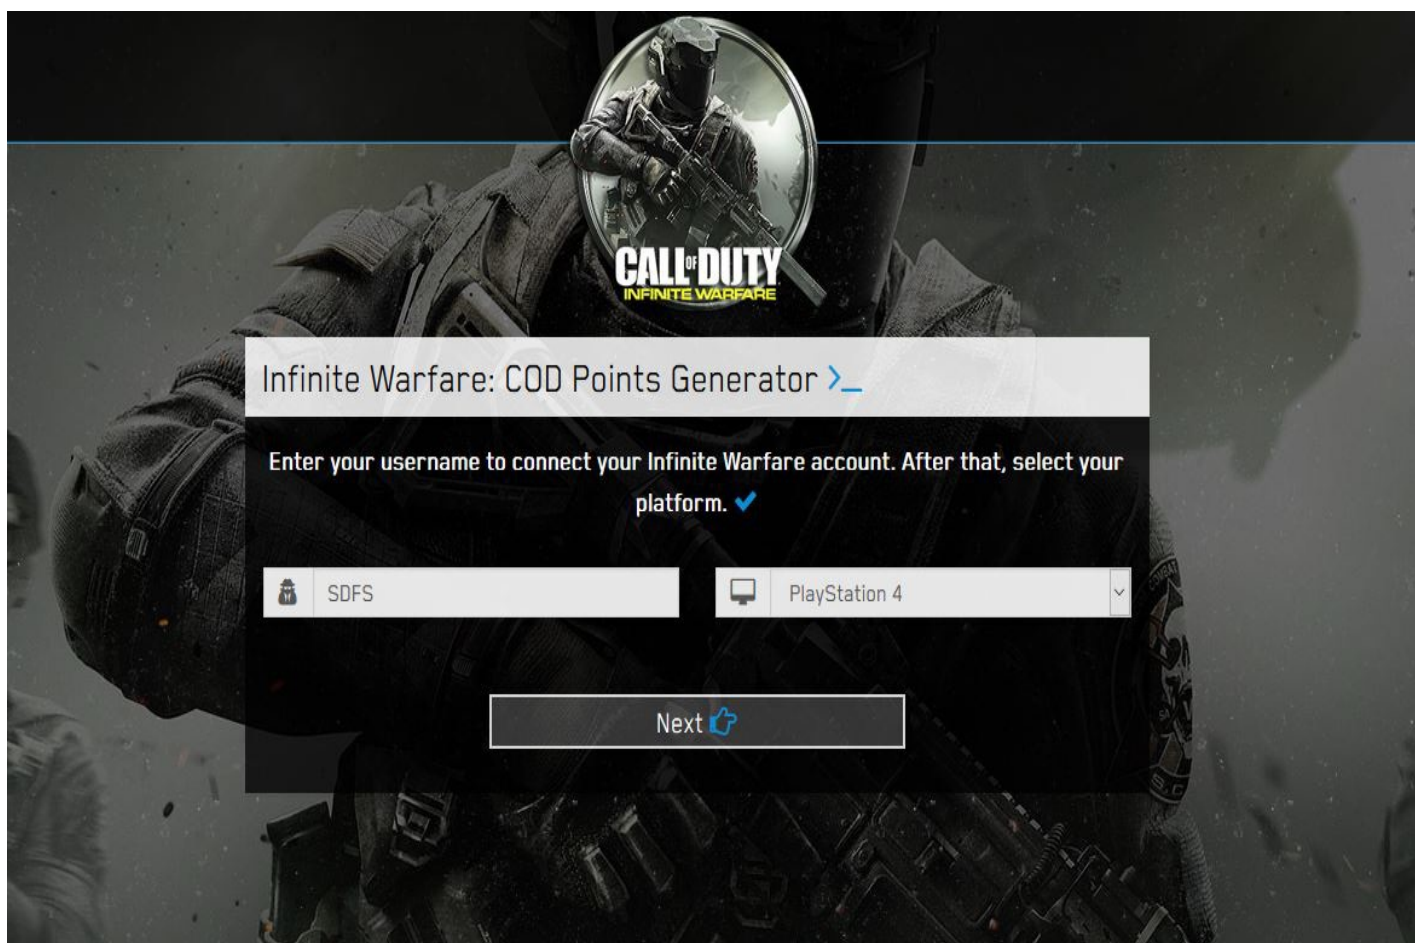 CALL OF DUTY
INFINITE WARFARE
Infinite Warfare: COD Points Generator >_
Enter your username to connect your Infinite Warfare account. After that, select your
platform.
SDFS
PlayStation 4
Next
COMBAT
S.C